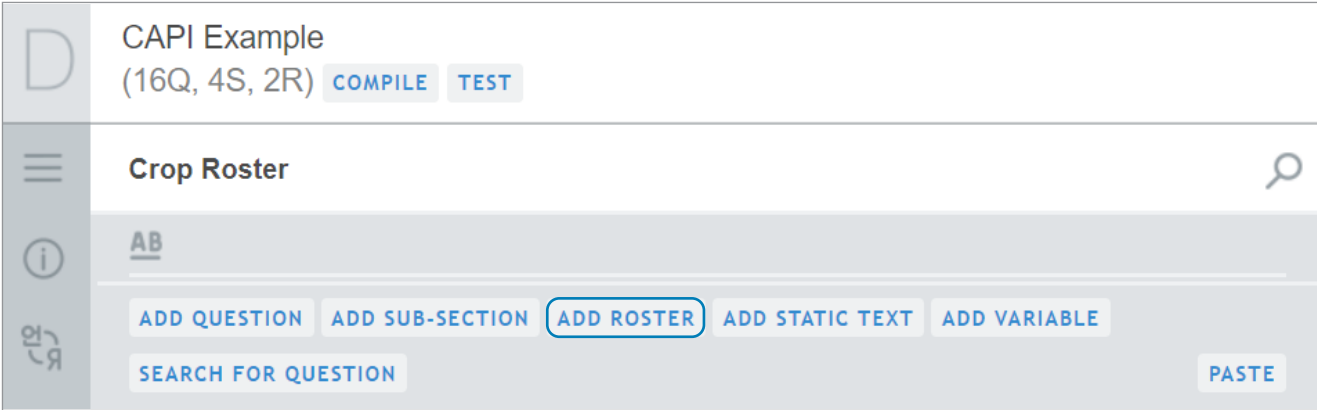 D
CAPI Example
(16Q, 4S, 2R) COMPILE TEST
Crop Roster
i
AB
ADD QUESTION ADD SUB-SECTION ADD ROSTER ADD STATIC TEXT ADD VARIABLE
언 Я
SEARCH FOR QUESTION PASTE